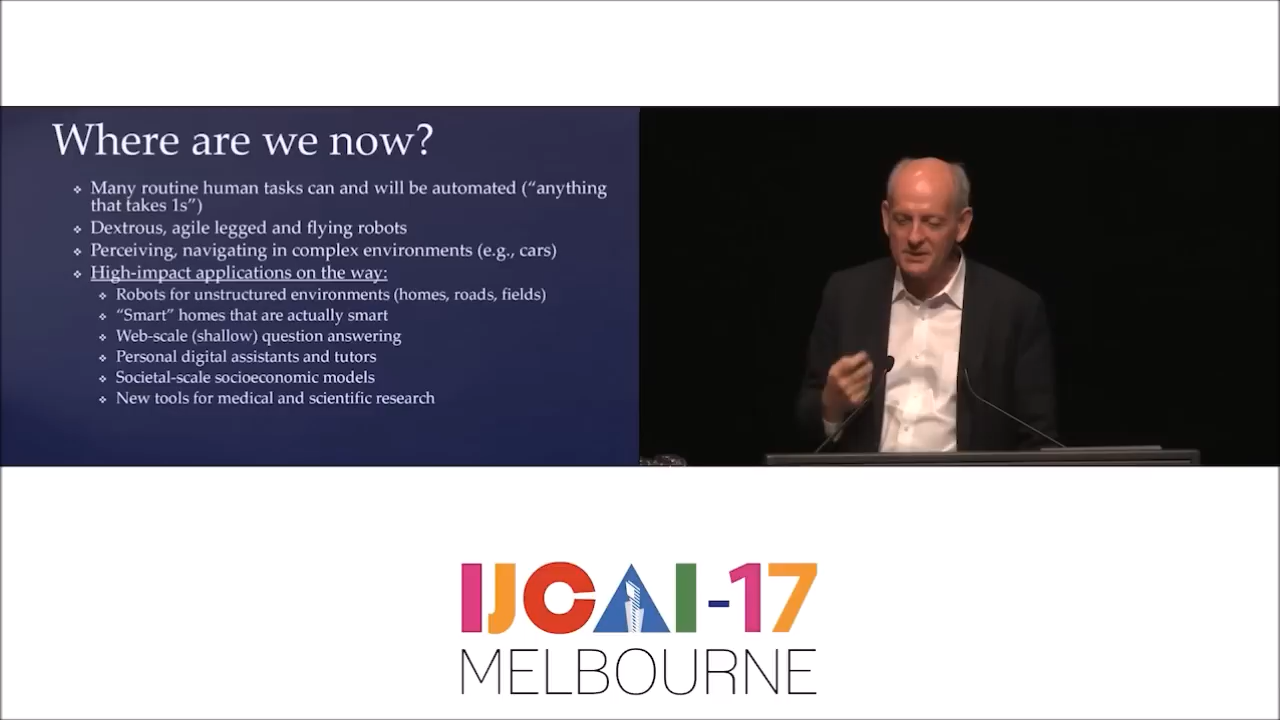 Where are we now?
❖ Many routine human tasks can and will be automated (“anything
that takes 1s”)
❖ Dextrous, agile legged and flying robots
❖ Perceiving, navigating in complex environments (e.g., cars)
❖ High-impact applications on the way:
❖ Robots for unstructured environments (homes, roads, fields)
❖ “Smart” homes that are actually smart
❖ Web-scale (shallow) question answering
❖ Personal digital assistants and tutors
❖ Societal-scale socioeconomic models
❖ New tools for medical and scientific research
IJCAI-17
MELBOURNE